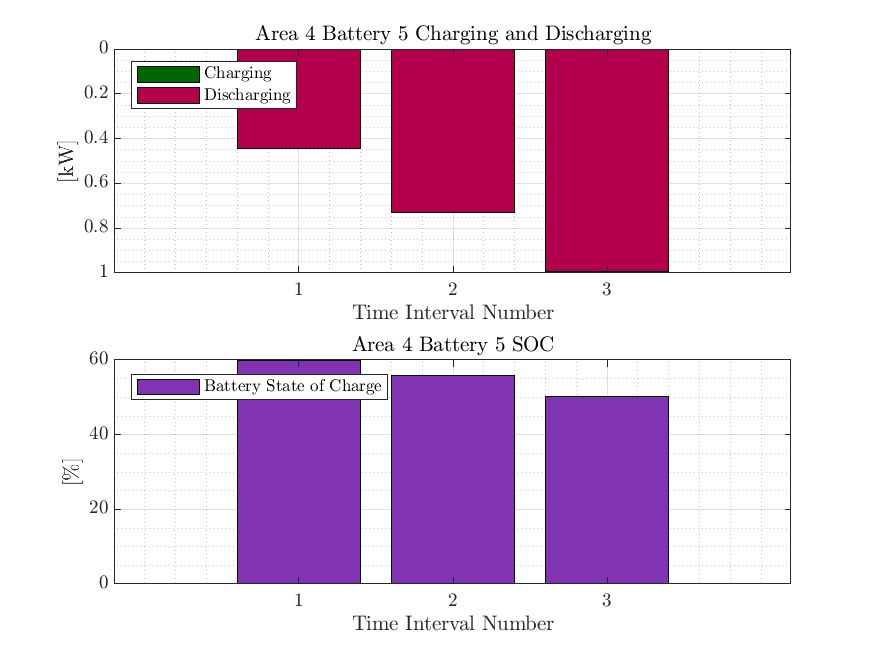 Area 4 Battery 5 Charging and Discharging
0
0.2
0.4
0.6
0.8
1
[kW]
Charging
Discharging
1 2 3
Time Interval Number
Area 4 Battery 5 SOC
60
40
20
0
[%]
Battery State of Charge
1 2 3
Time Interval Number